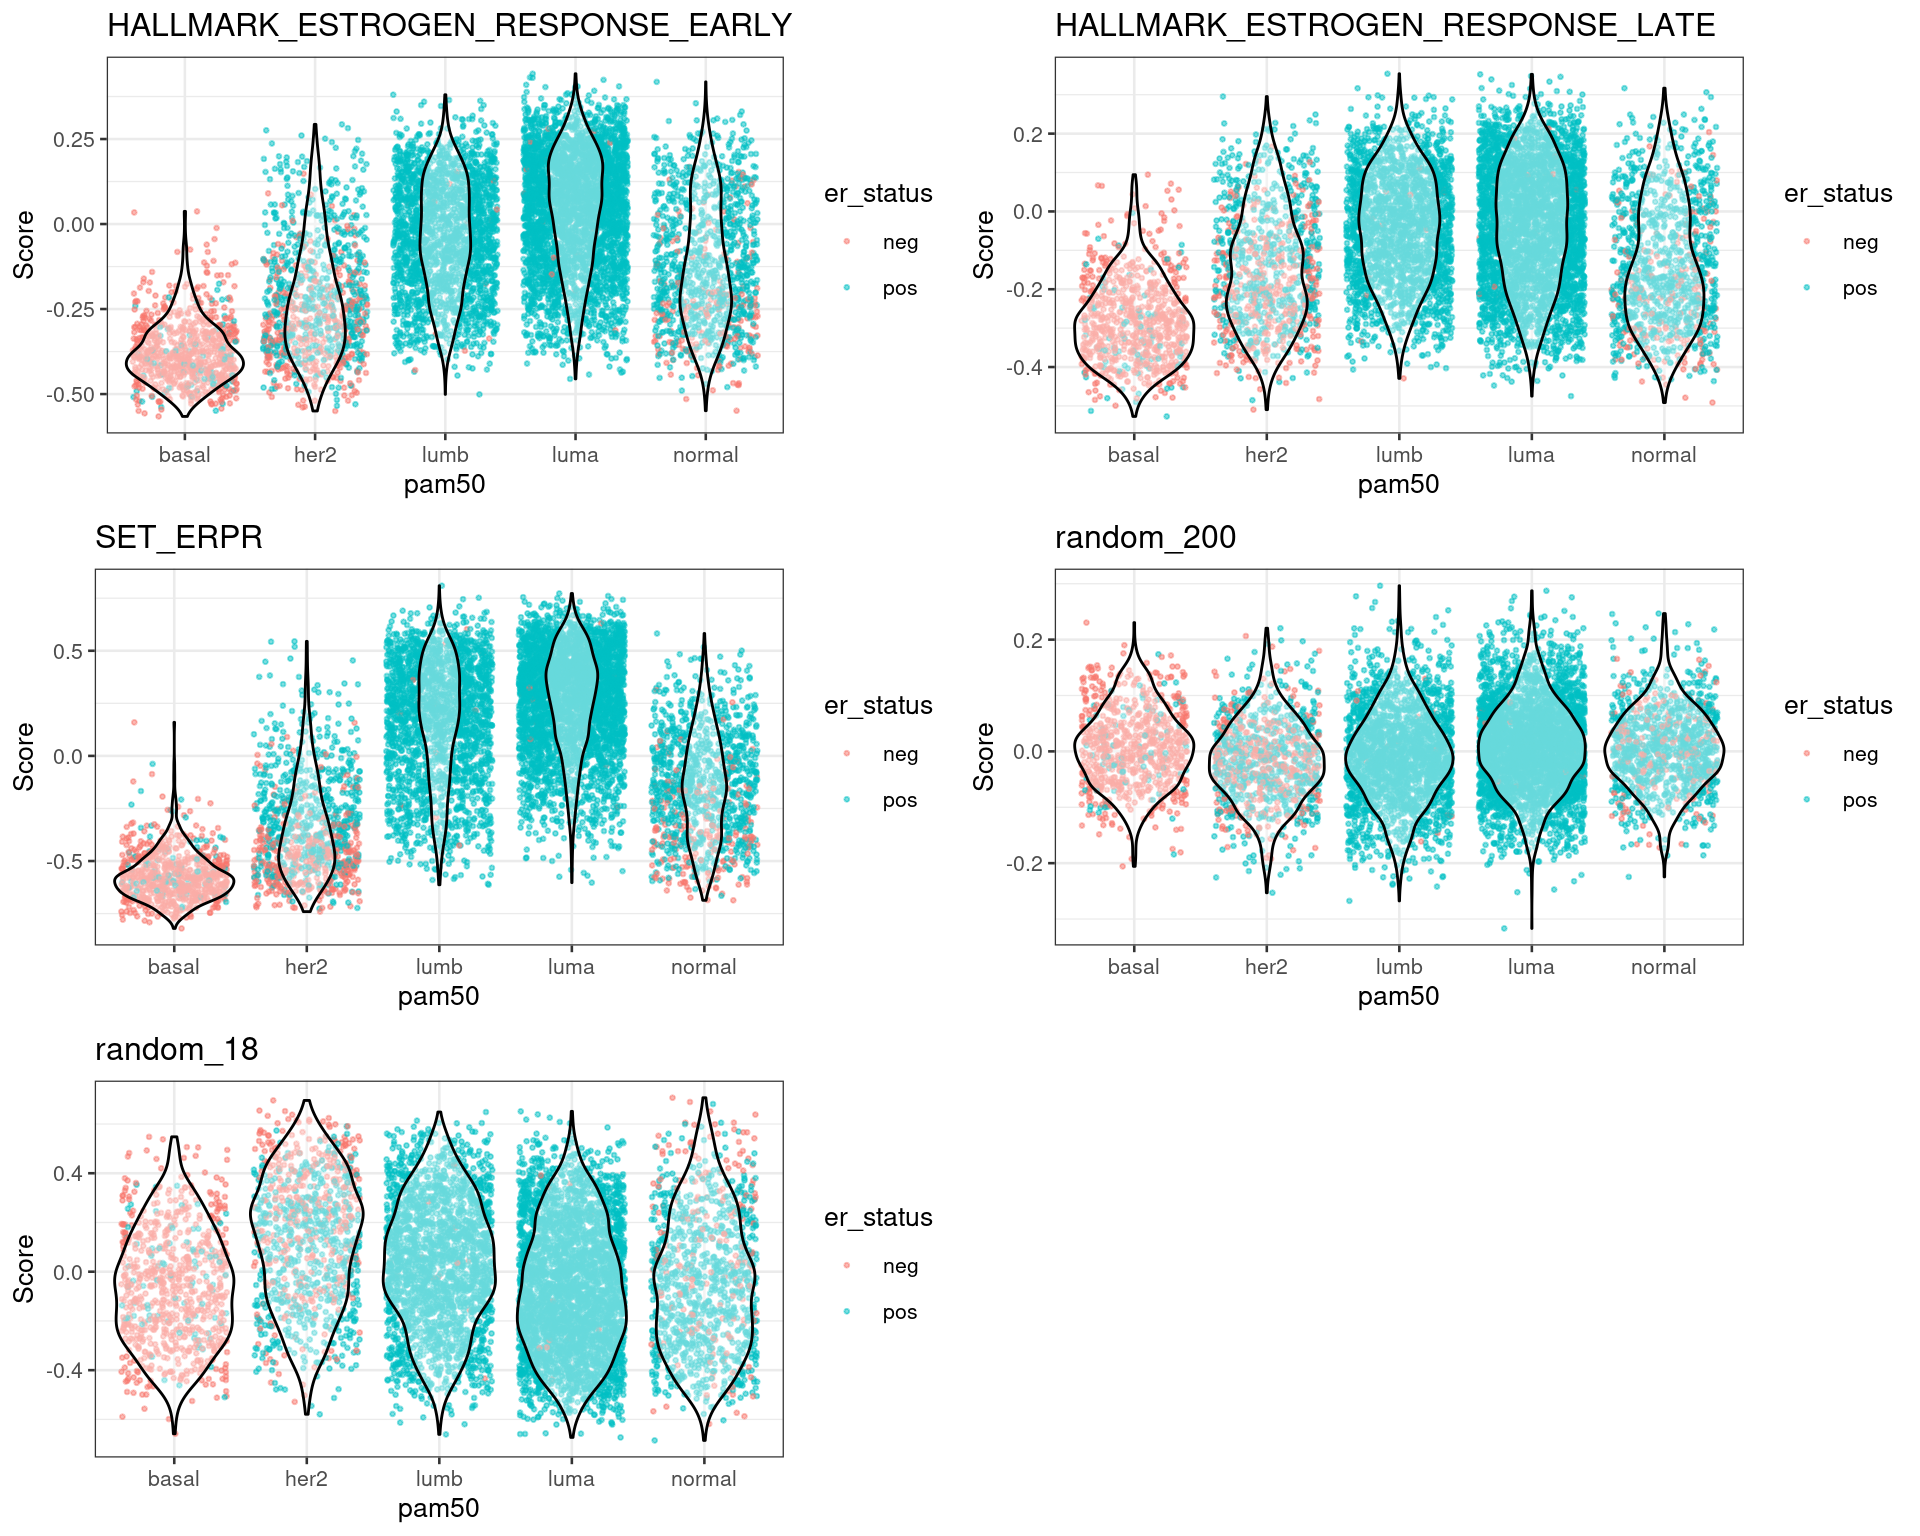 HALLMARK_ESTROGEN_RESPONSE_EARLY
Score
0.25
0.00
-0.25
-0.50
basal her2 lumb luma normal
pam50
er_status
neg
pos
HALLMARK_ESTROGEN_RESPONSE_LATE
Score
0.2
0.0
-0.2
-0.4
basal her2 lumb luma normal
pam50
er_status
neg
pos
SET_ERPR
Score
0.5
0.0
-0.5
basal her2 lumb luma normal
pam50
er_status
neg
pos
random_200
Score
0.2
0.0
-0.2
basal her2 lumb luma normal
pam50
er_status
neg
pos
random_18
Score
0.4
0.0
-0.4
basal her2 lumb luma normal
pam50
er_status
neg
pos